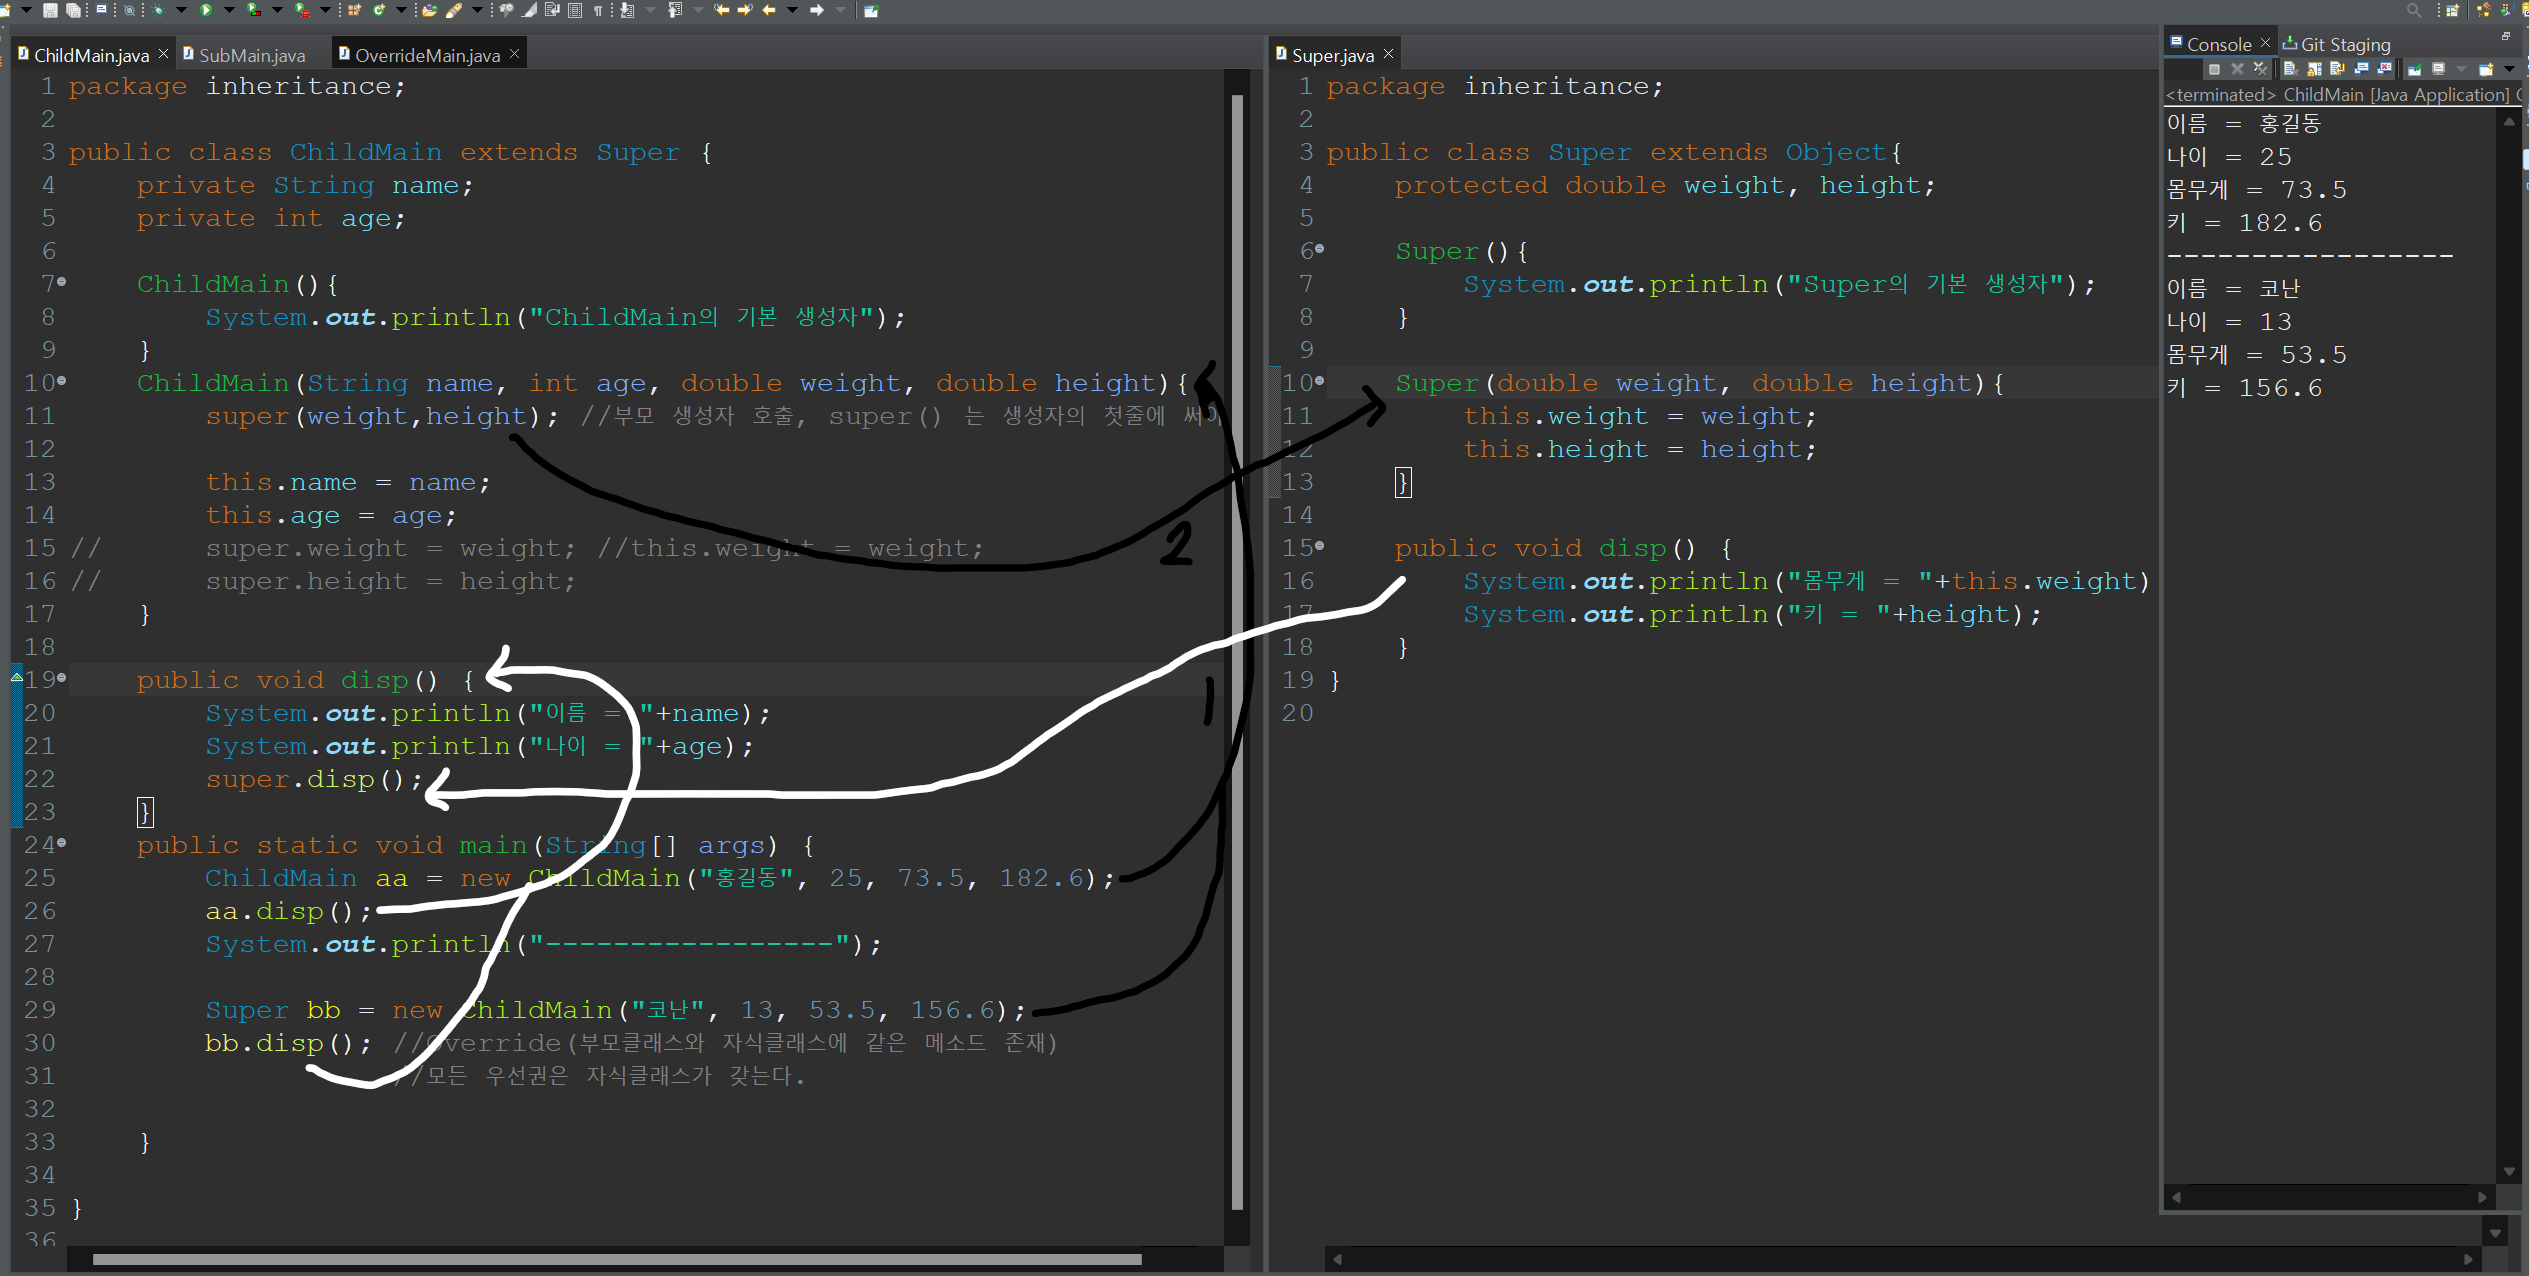 ChildMain.java
SubMain.java
OverrideMain.java
1 package inheritance;
2
3 public class ChildMain extends Super {
4     private String name;
5     private int age;
6
7     ChildMain(){
8         System.out.println("ChildMain의 기본 생성자");
9     }
10     ChildMain(String name, int age, double weight, double height){
11         super(weight,height); //부모 생성자 호출, super() 는 생성자의 첫줄에 써야
12
13         this.name = name;
14         this.age = age;
15 //      super.weight = weight; //this.weight = weight;
16 //      super.height = height;
17     }
18
19     public void disp() {
20         System.out.println("이름 = "+name);
21         System.out.println("나이 = "+age);
22         super.disp();
23     }
24     public static void main(String[] args) {
25         ChildMain aa = new ChildMain("홍길동", 25, 73.5, 182.6);
26         aa.disp();
27         System.out.println("-----------------");
28
29         Super bb = new ChildMain("코난", 13, 53.5, 156.6);
30         bb.disp(); //Override(부모클래스와 자식클래스에 같은 메소드 존재)
31                    //모든 우선권은 자식클래스가 갖는다.
32
33     }
34
35 }
36
2
1
Super.java
1 package inheritance;
2
3 public class Super extends Object{
4     protected double weight, height;
5
6     Super(){
7         System.out.println("Super의 기본 생성자");
8     }
9
10     Super(double weight, double height){
11         this.weight = weight;
12         this.height = height;
13     }
14
15     public void disp() {
16         System.out.println("몸무게 = "+this.weight)
17         System.out.println("키 = "+height);
18     }
19 }
20
Console
Git Staging
<terminated> ChildMain [Java Application]
이름 = 홍길동
나이 = 25
몸무게 = 73.5
키 = 182.6
-----------------
이름 = 코난
나이 = 13
몸무게 = 53.5
키 = 156.6